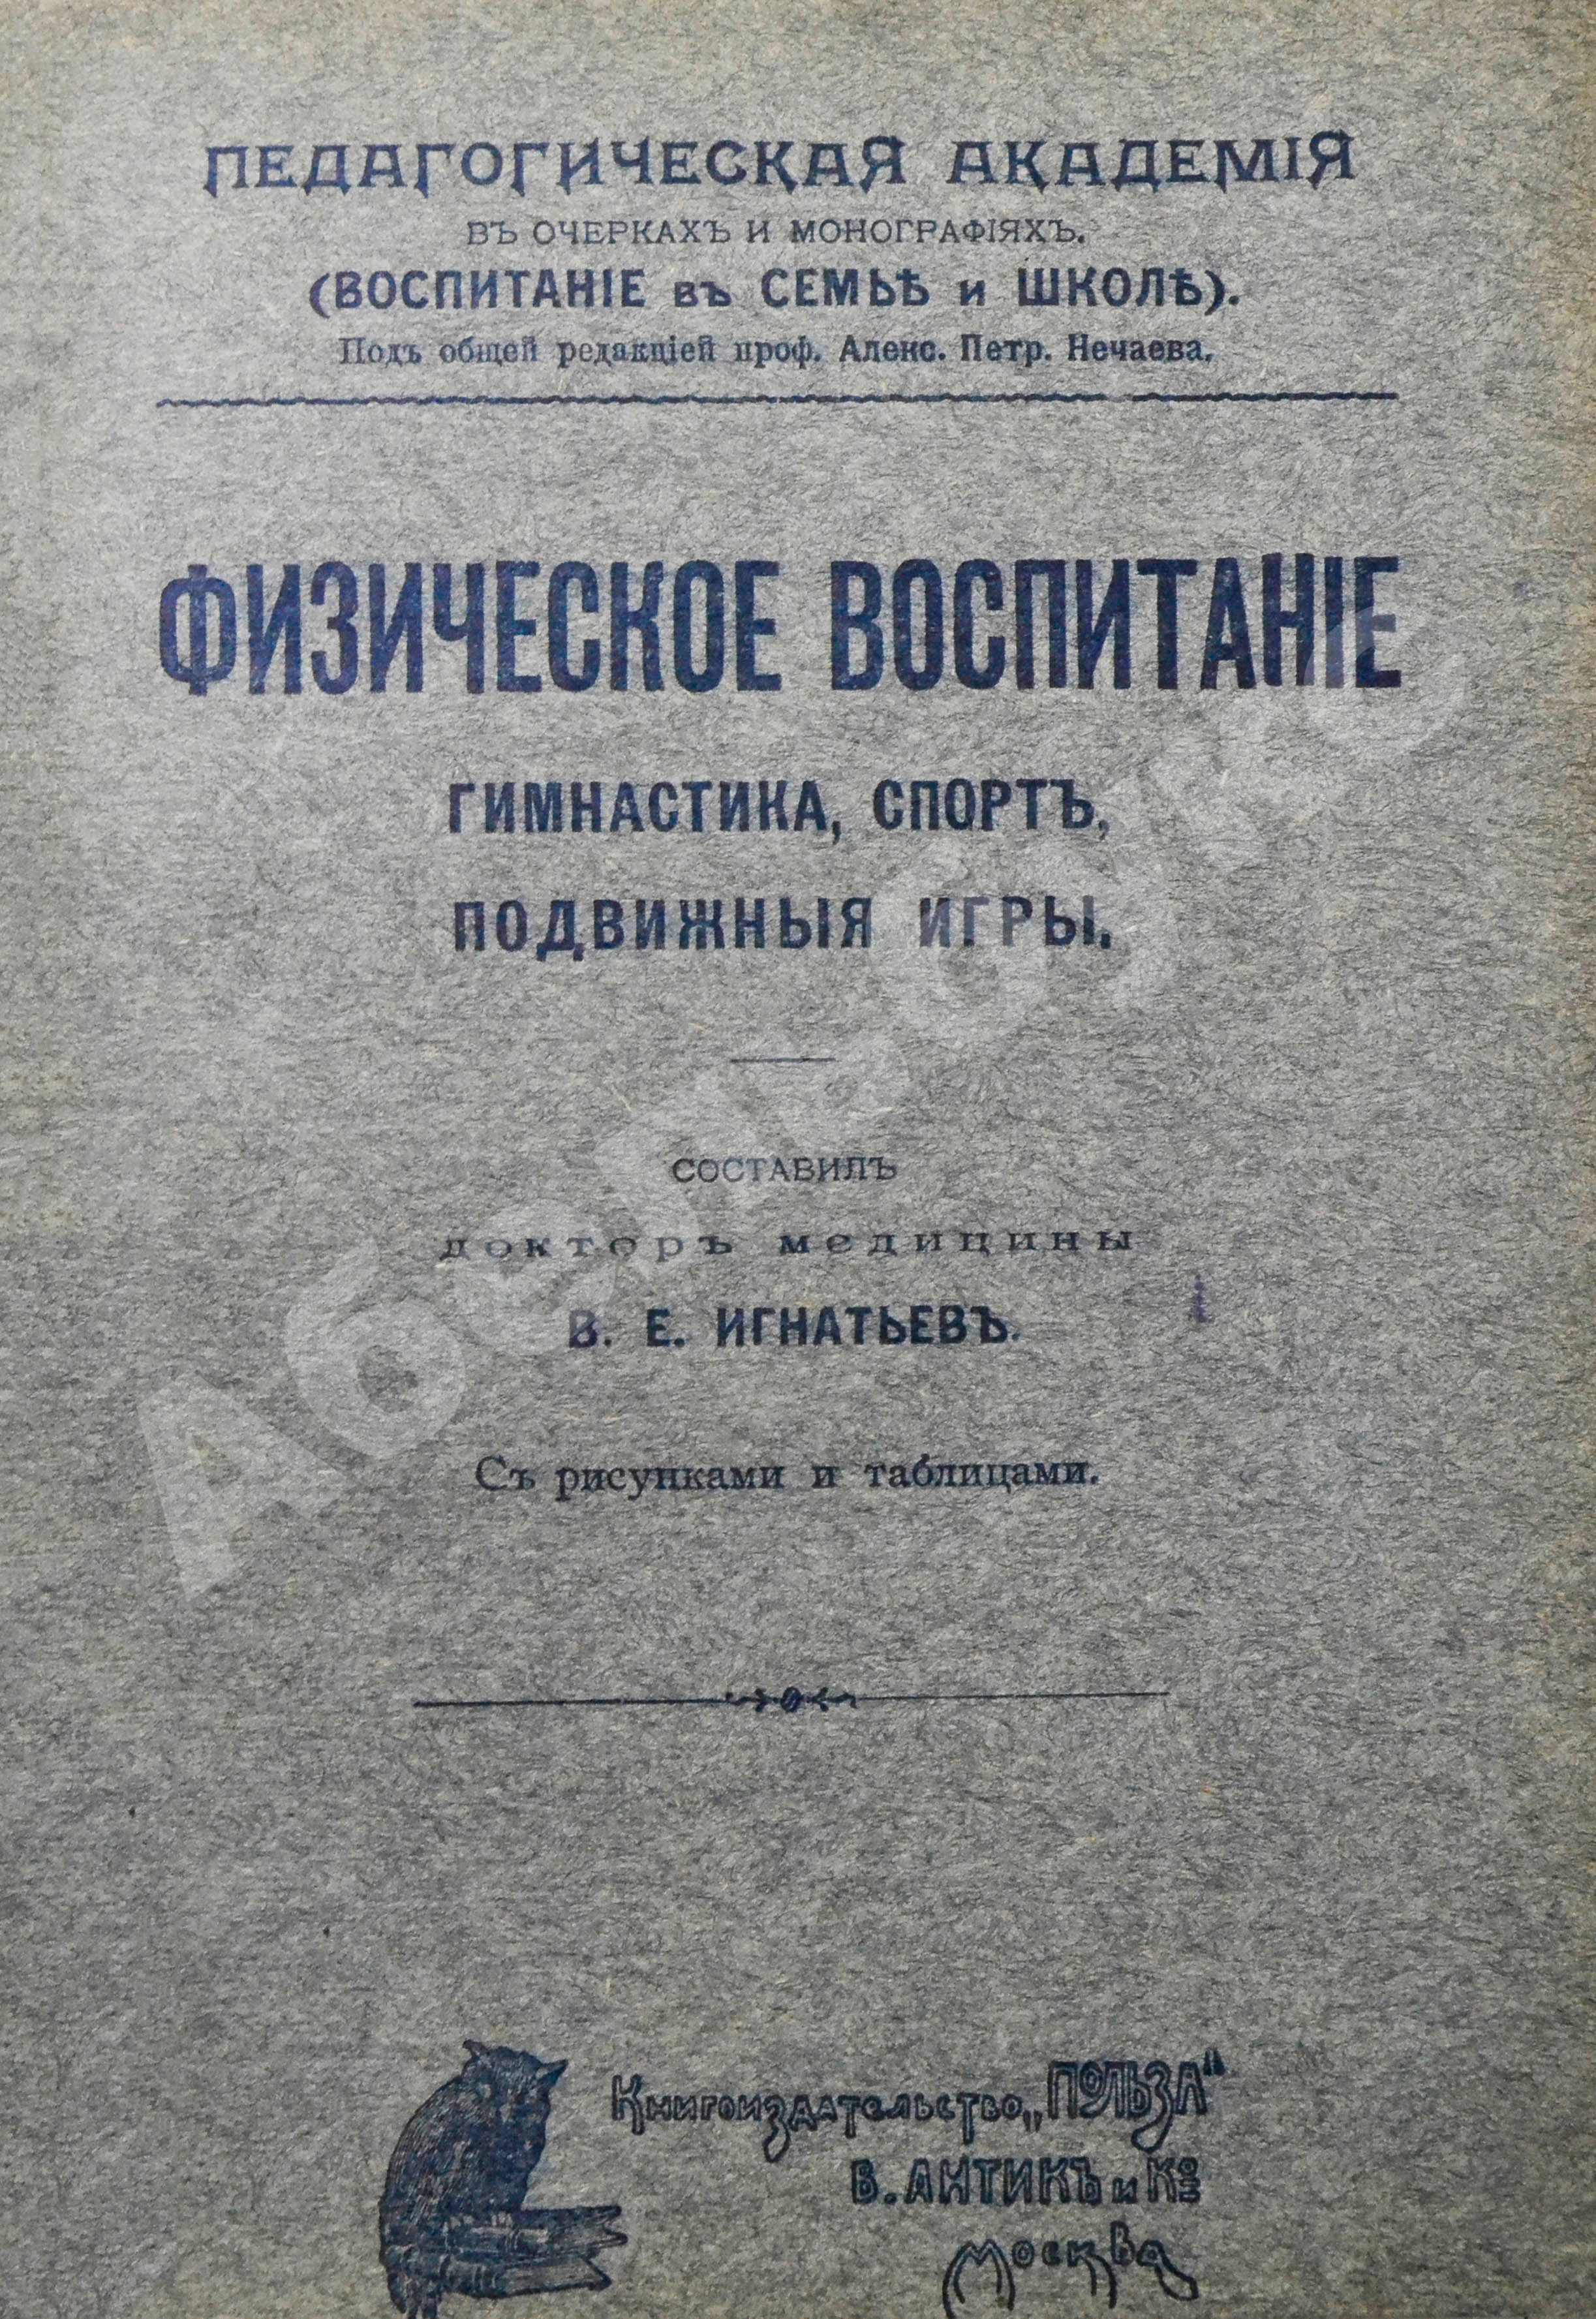 ПЕДАГОГИЧЕСКАЯ АКАДЕМІЯ
ВЪ ОЧЕРКАХЪ И МОНОГРАФІЯХЪ.
(ВОСПИТАНІЕ въ СЕМЬѢ и ШКОЛѢ).
Подъ общей редакціей проф. Алекс. Петр. Нечаева.
ФИЗИЧЕСКОЕ ВОСПИТАНІЕ
ГИМНАСТИКА, СПОРТЪ,
ПОДВИЖНЫЯ ИГРЫ.
СОСТАВИЛЪ
докторъ медицины
В. Е. ИГНАТЬЕВЪ.
Съ рисунками и таблицами.
Книгоиздательство „ПОЛЬЗА“
В. АНТИКЪ и Ко
Москва